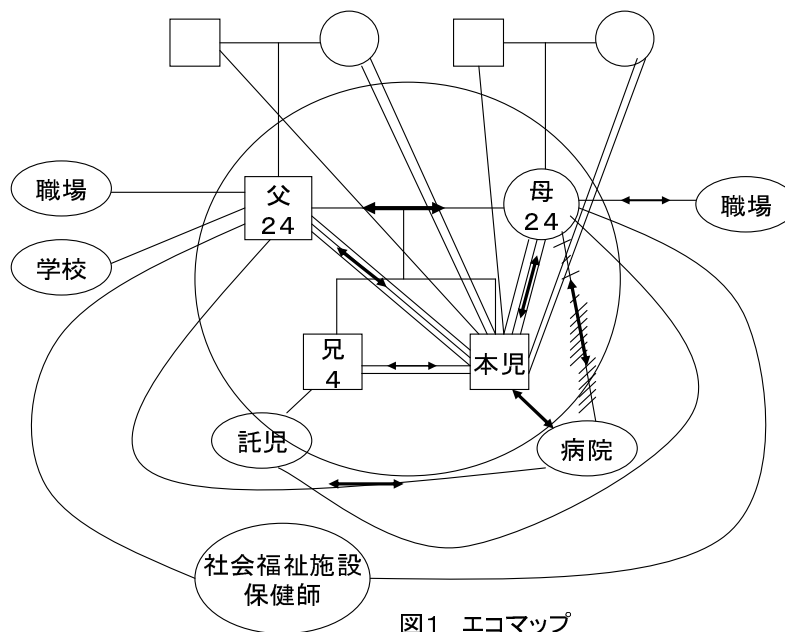 職場
学校
父
24
母
24
職場
兄
4
本児
託児
病院
社会福祉施設
保健師
図1 エコマップ